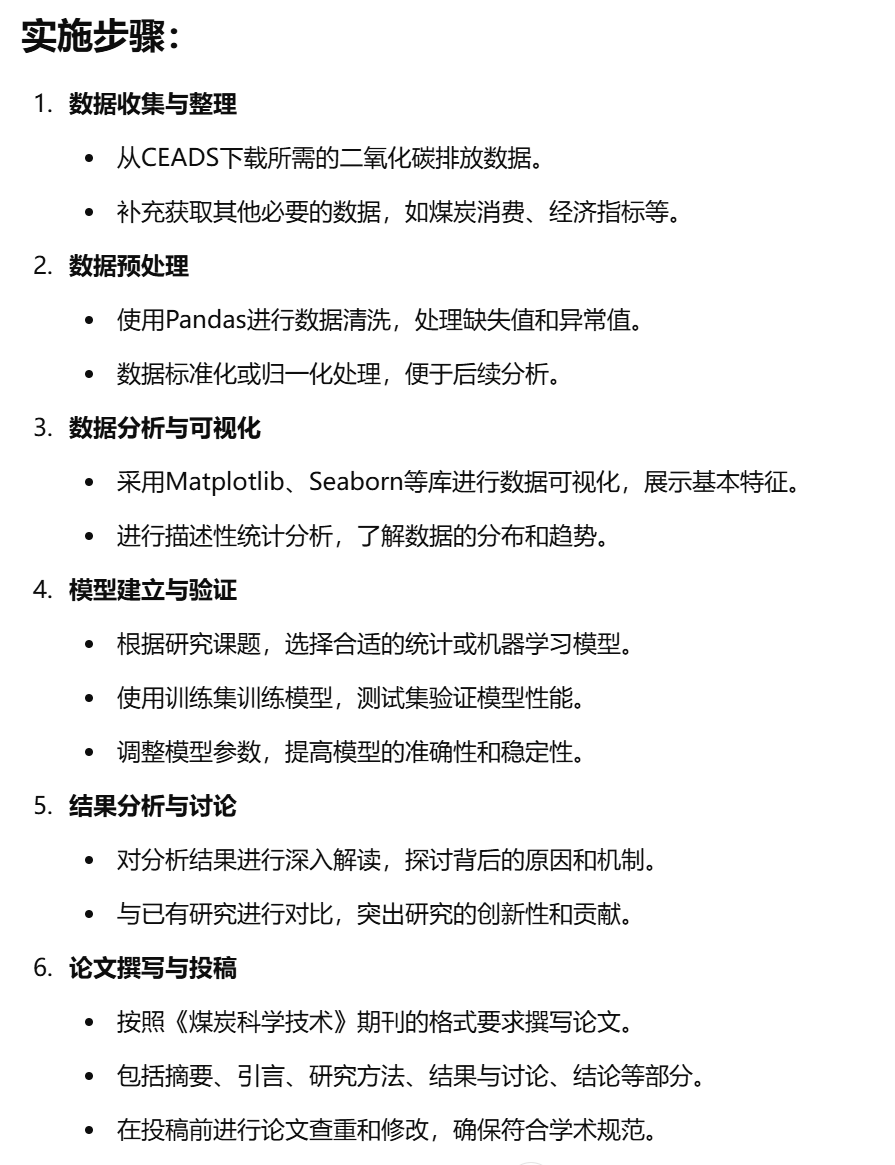 实施步骤：
1. 数据收集与整理
• 从CEADS下载所需的二氧化碳排放数据。
• 补充获取其他必要的数据，如煤炭消费、经济指标等。
2. 数据预处理
• 使用Pandas进行数据清洗，处理缺失值和异常值。
• 数据标准化或归一化处理，便于后续分析。
3. 数据分析与可视化
• 采用Matplotlib、Seaborn等库进行数据可视化，展示基本特征。
• 进行描述性统计分析，了解数据的分布和趋势。
4. 模型建立与验证
• 根据研究课题，选择合适的统计或机器学习模型。
• 使用训练集训练模型，测试集验证模型性能。
• 调整模型参数，提高模型的准确性和稳定性。
5. 结果分析与讨论
• 对分析结果进行深入解读，探讨背后的原因和机制。
• 与已有研究进行对比，突出研究的创新性和贡献。
6. 论文撰写与投稿
• 按照《煤炭科学技术》期刊的格式要求撰写论文。
• 包括摘要、引言、研究方法、结果与讨论、结论等部分。
• 在投稿前进行论文查重和修改，确保符合学术规范。